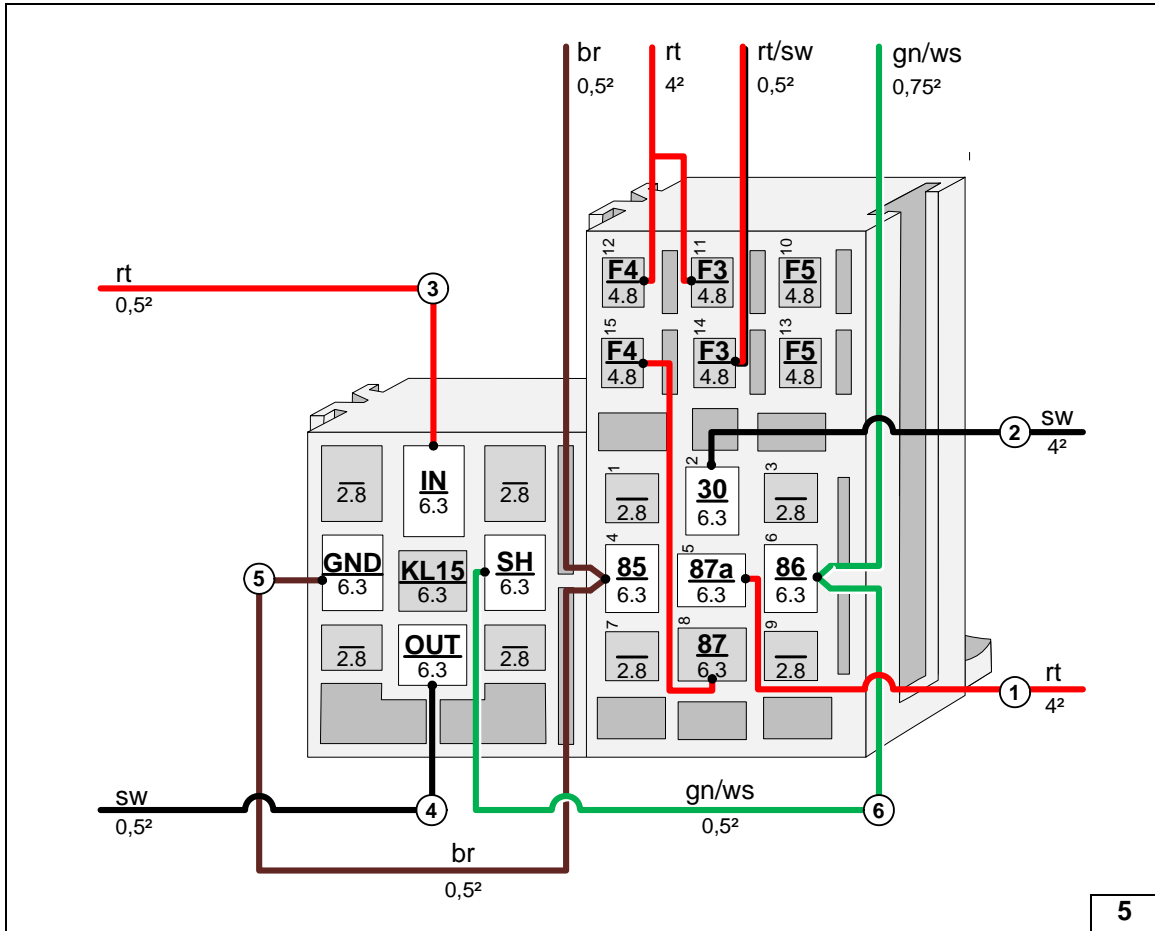 br
0,5²
rt
4²
rt/sw
0,5²
gn/ws
0,75²
12
F4
4.8
11
F3
4.8
10
F5
4.8
rt
0,5²
3
15
F4
4.8
14
F3
4.8
13
F5
4.8
2
sw
4²
2.8
IN
6.3
2.8
1
2.8
2
30
6.3
3
2.8
5
GND
6.3
KL15
6.3
SH
6.3
4
85
6.3
5
87a
6.3
6
86
6.3
2.8
OUT
6.3
2.8
7
2.8
8
87
6.3
9
2.8
1
rt
4²
sw
0,5²
4
gn/ws
0,5²
6
br
0,5²
5